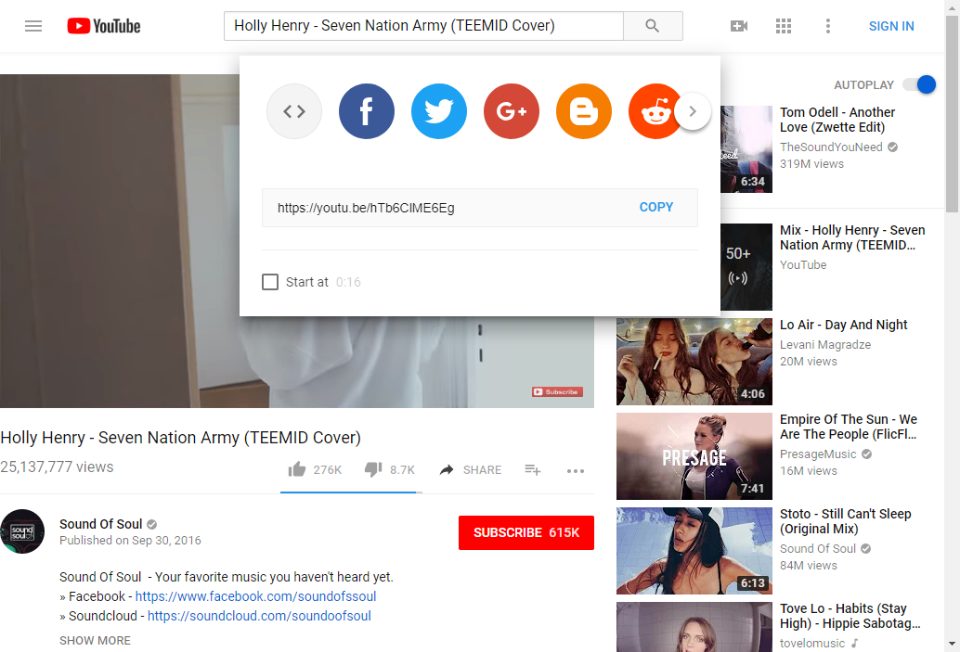 YouTube
Holly Henry - Seven Nation Army (TEEMID Cover)
SIGN IN
https://youtu.be/hTb6ClME6Eg
COPY
Start at 0:16
Subscribe
Holly Henry - Seven Nation Army (TEEMID Cover)
25,137,777 views
276K
8.7K
SHARE
sound
soul
Sound Of Soul
Published on Sep 30, 2016
SUBSCRIBE 615K
Sound Of Soul - Your favorite music you haven't heard yet.
» Facebook - https://www.facebook.com/soundofssoul
» Soundcloud - https://soundcloud.com/soundoofsoul
SHOW MORE
AUTOPLAY
6:34
Tom Odell - Another
Love (Zwette Edit)
TheSoundYouNeed
319M views
50+
Mix - Holly Henry - Seven
Nation Army (TEEMID…
YouTube
4:06
Lo Air - Day And Night
Levani Magradze
20M views
PRESAGE
7:41
Empire Of The Sun - We
Are The People (FlicFl…
PresageMusic
16M views
6:13
Stoto - Still Can't Sleep
(Original Mix)
Sound Of Soul
84M views
Tove Lo - Habits (Stay
High) - Hippie Sabotag…
tovelomusic